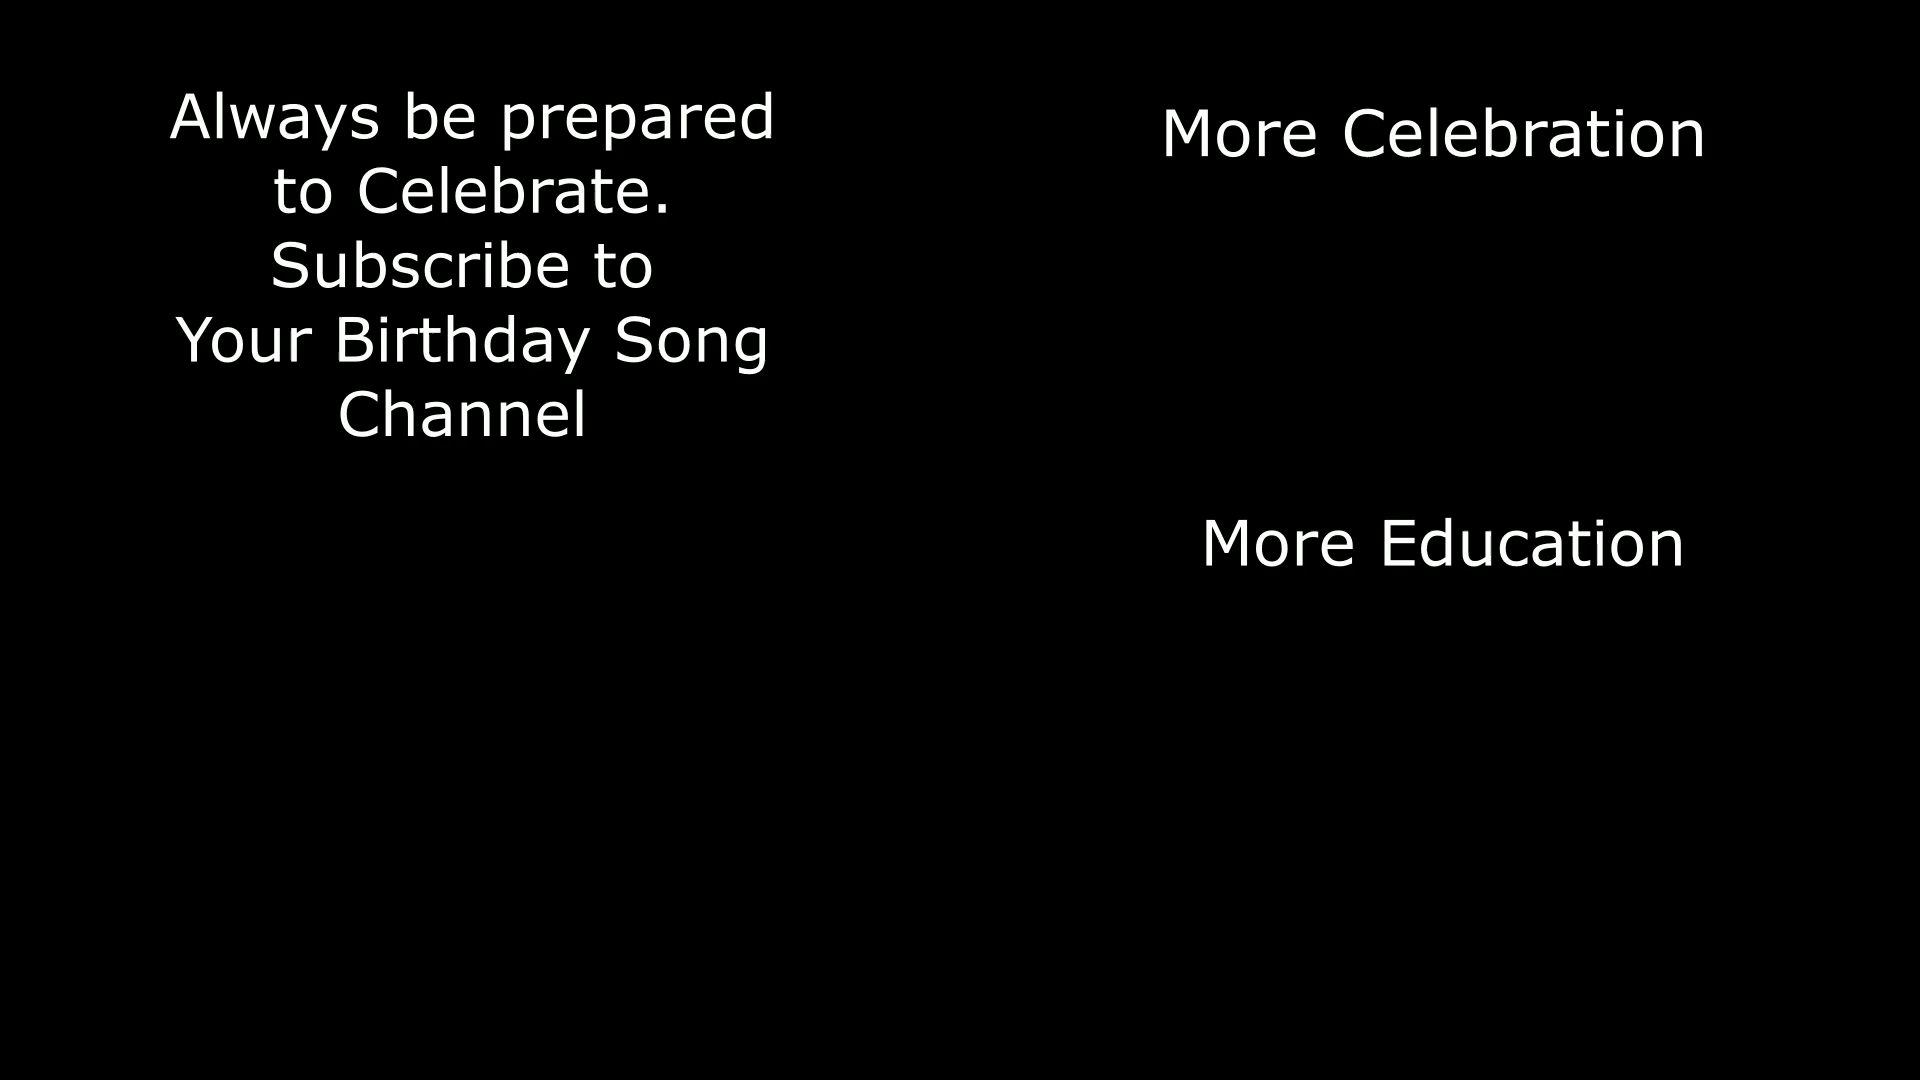 Always be prepared
to Celebrate.
Subscribe to
Your Birthday Song
Channel
More Celebration
More Education